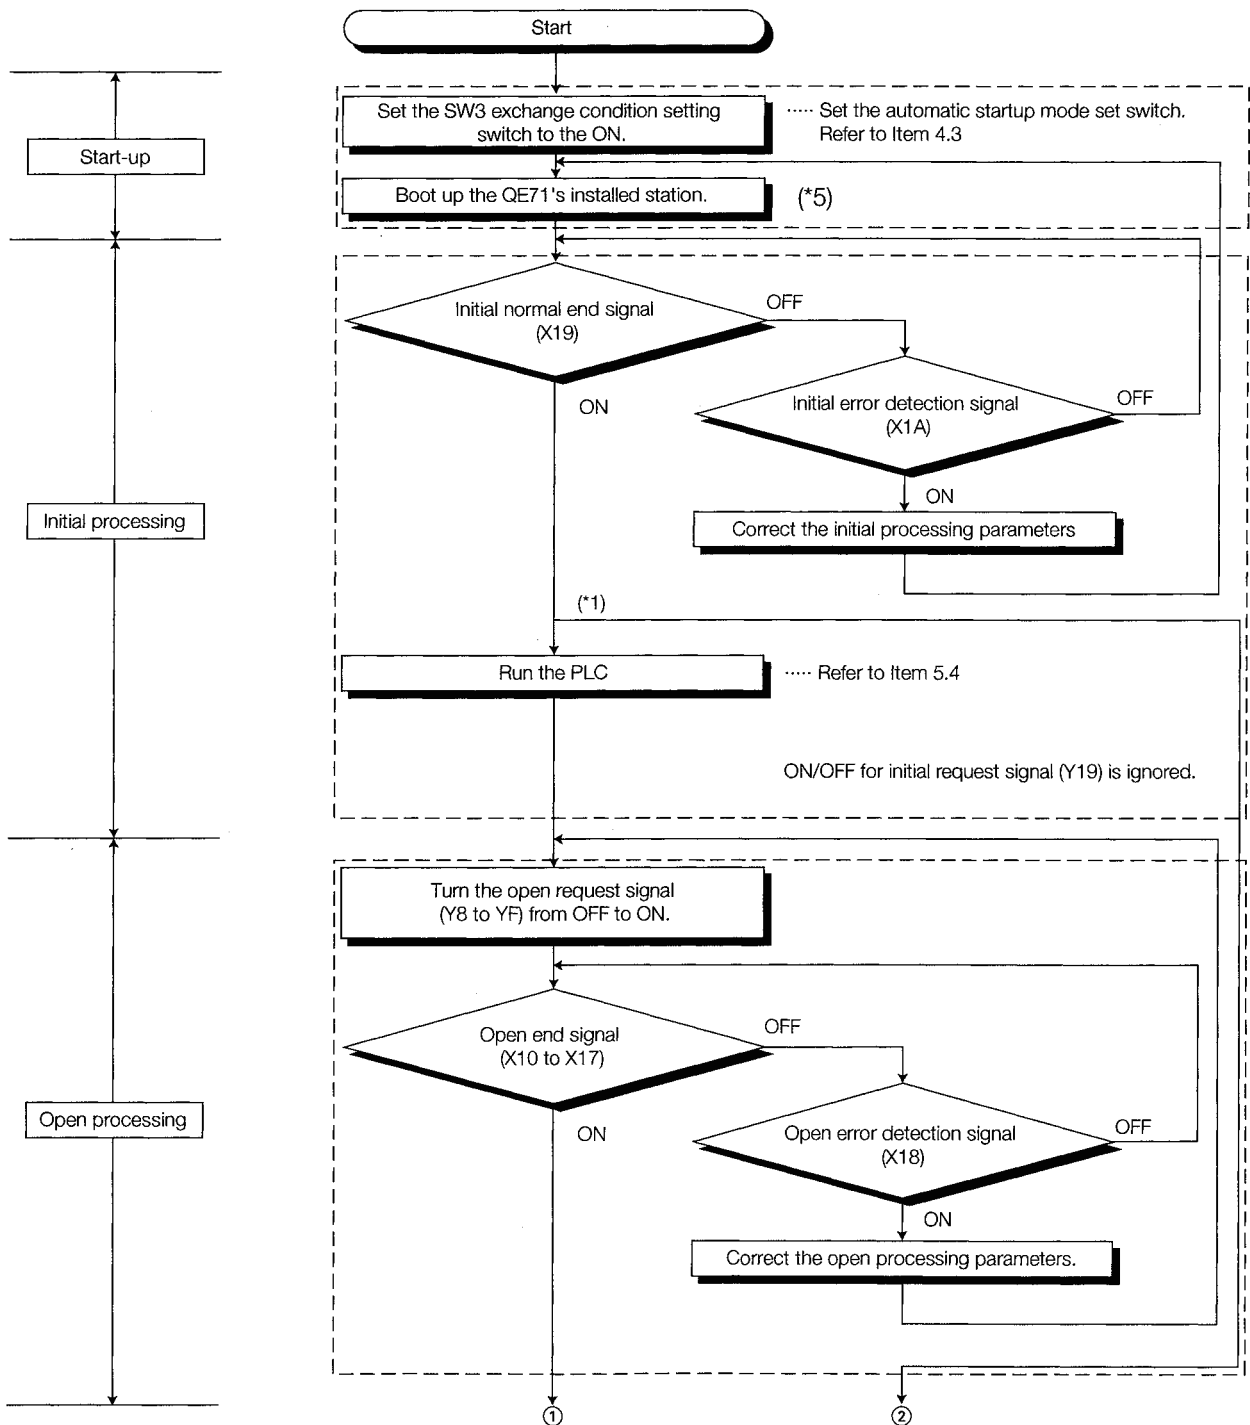 Start
Set the SW3 exchange condition setting
switch to the ON.
····· Set the automatic startup mode set switch.
Refer to Item 4.3
Start-up
Boot up the QE71's installed station.
(*5)
Initial normal end signal
(X19)
OFF
ON
Initial error detection signal
(X1A)
OFF
ON
Initial processing
Correct the initial processing parameters
(*1)
Run the PLC
····· Refer to Item 5.4
ON/OFF for initial request signal (Y19) is ignored.
Turn the open request signal
(Y8 to YF) from OFF to ON.
Open end signal
(X10 to X17)
OFF
ON
Open processing
Open error detection signal
(X18)
OFF
ON
Correct the open processing parameters.
①
②